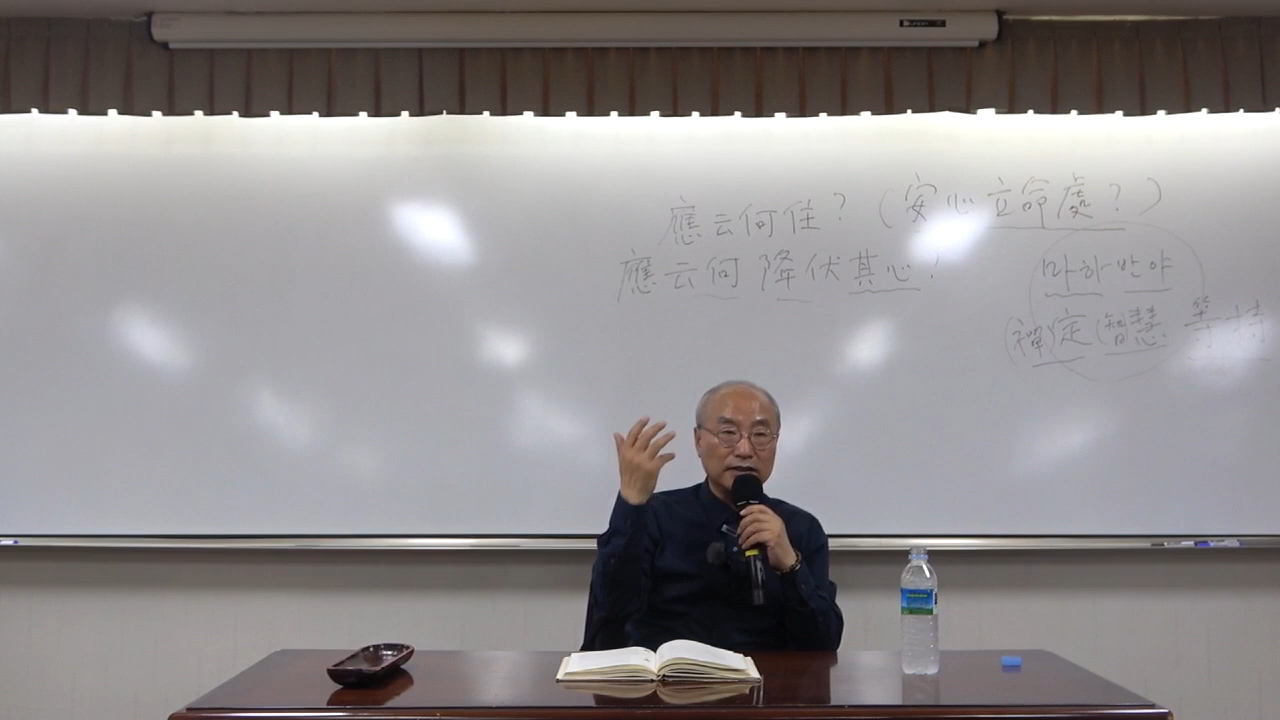 應云何住? (安心立命處?)
應云何 降伏其心?
마하반야
(禪)定(智慧 等持